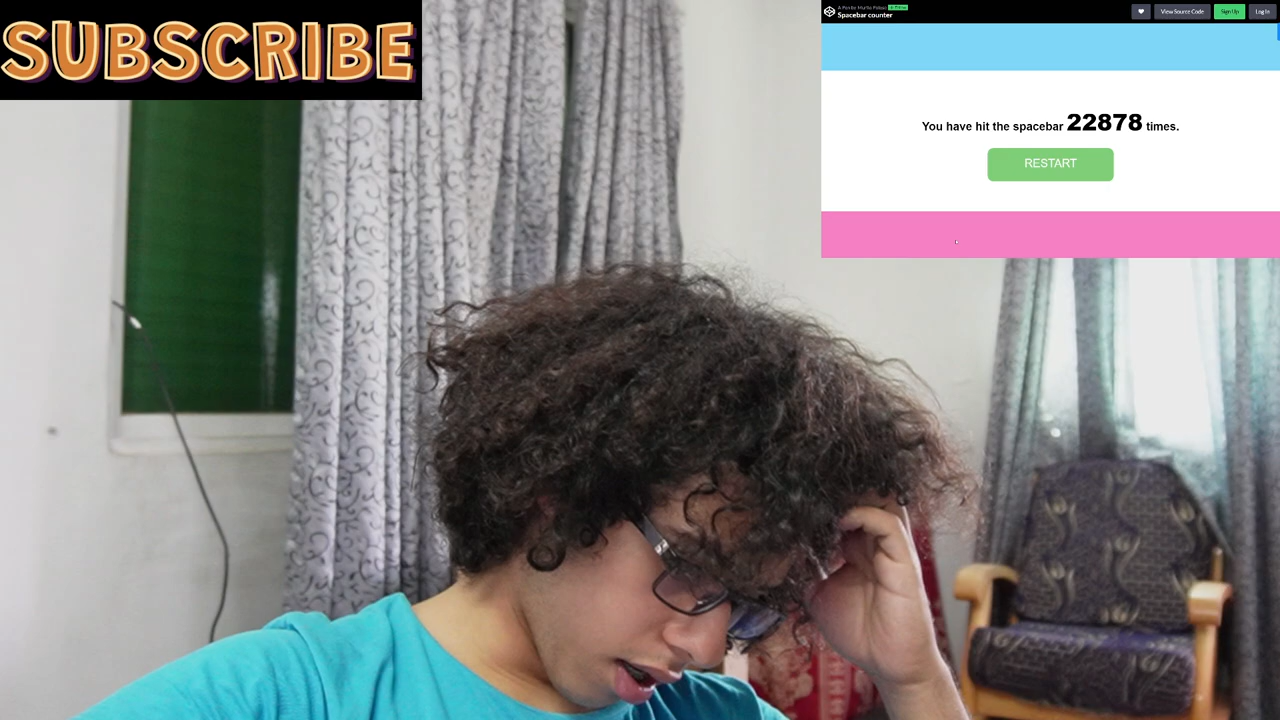 SUBSCRIBE
Spacebar counter
View Source Code
Sign Up
Log In
You have hit the spacebar 22878 times.
RESTART